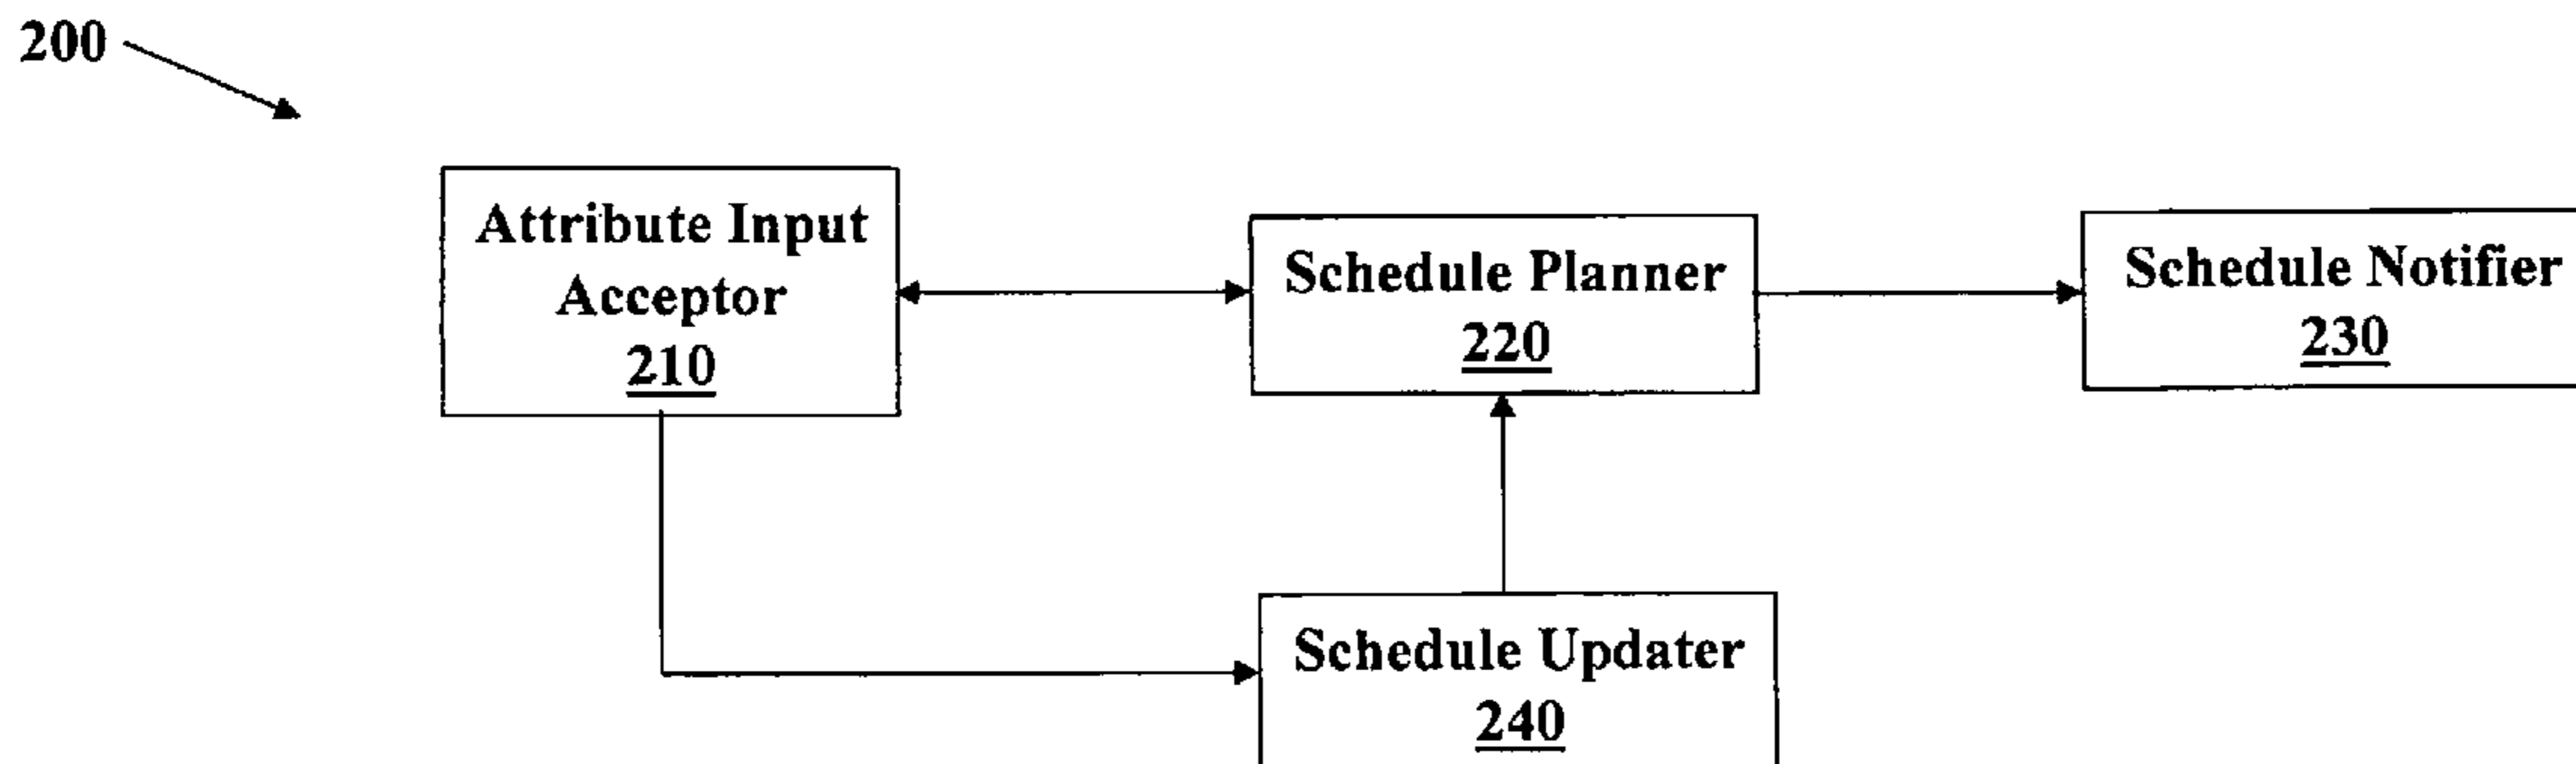 200
Attribute Input
Acceptor
210
Schedule Planner
220
Schedule Notifier
230
Schedule Updater
240